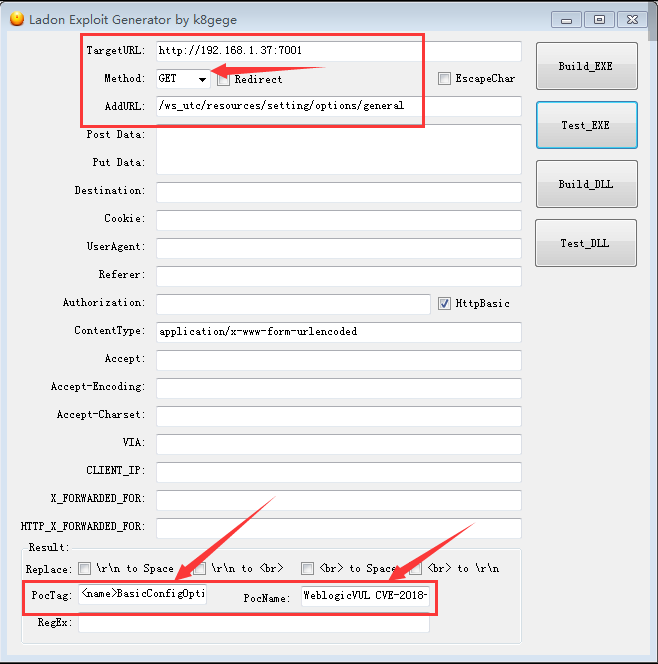 Ladon Exploit Generator by k8gege
TargetURL: http://192.168.1.37:7001
Build_EXE
Method: GET Redirect EscapeChar
AddURL: /ws_utc/resources/setting/options/general
Test_EXE
Post Data:
Put Data:
Build_DLL
Destination:
Cookie:
Test_DLL
UserAgent:
Referer:
Authorization: HttpBasic
ContentType: application/x-www-form-urlencoded
Accept:
Accept-Encoding:
Accept-Charset:
VIA:
CLIENT_IP:
X_FORWARDED_FOR:
HTTP_X_FORWARDED_FOR:
Result:
Replace: \r\n to Space \r\n to <br> <br> to Space <br> to \r\n
PocTag: <name>BasicConfigOpti PocName: WeblogicVUL CVE-2018-
RegEx: